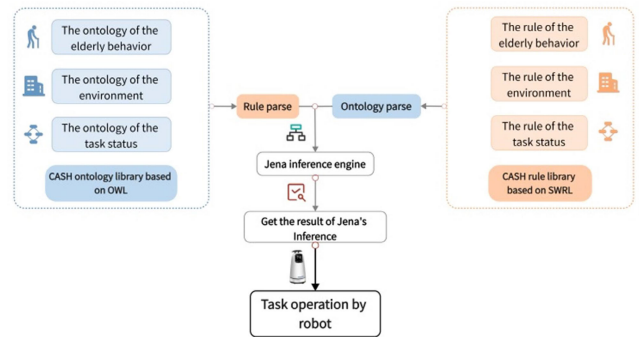 The ontology of the
elderly behavior
The ontology of the
environment
The ontology of the
task status
CASH ontology library based
on OWL
Rule parse
Ontology parse
Jena inference engine
Get the result of Jena's
Inference
Task operation by
robot
The rule of the
elderly behavior
The rule of the
environment
The rule of the
task status
CASH rule library
based on SWRL